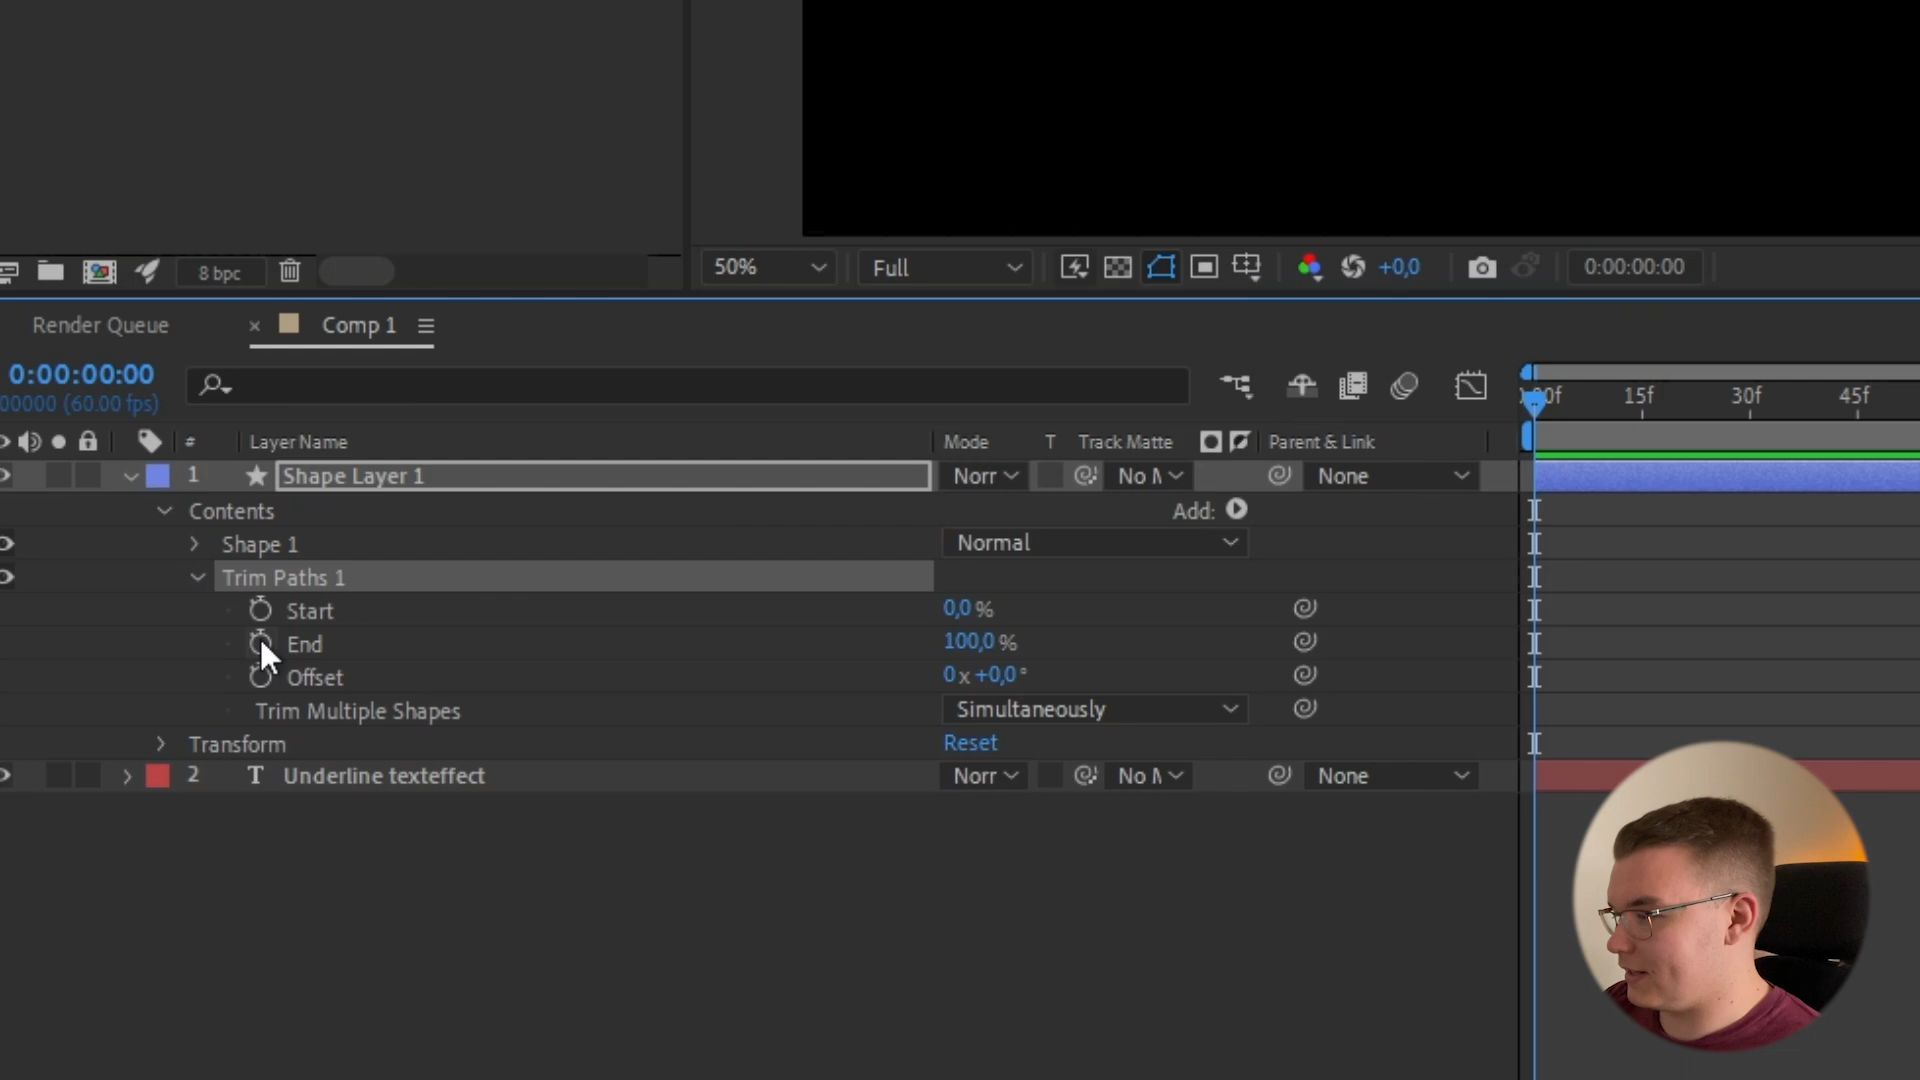 50%
Full
+0,0
0:00:00:00
8 bpc
Render Queue
× Comp 1
0:00:00:00
00000 (60.00 fps)
00f 15f 30f 45f
# Layer Name Mode T Track Matte Parent & Link
1 Shape Layer 1 Norr No M None
Contents Add:
Shape 1 Normal
Trim Paths 1
Start 0,0 %
End 100,0 %
Offset 0 x +0,0 °
Trim Multiple Shapes Simultaneously
Transform Reset
2 T Underline texteffect Norr No M None